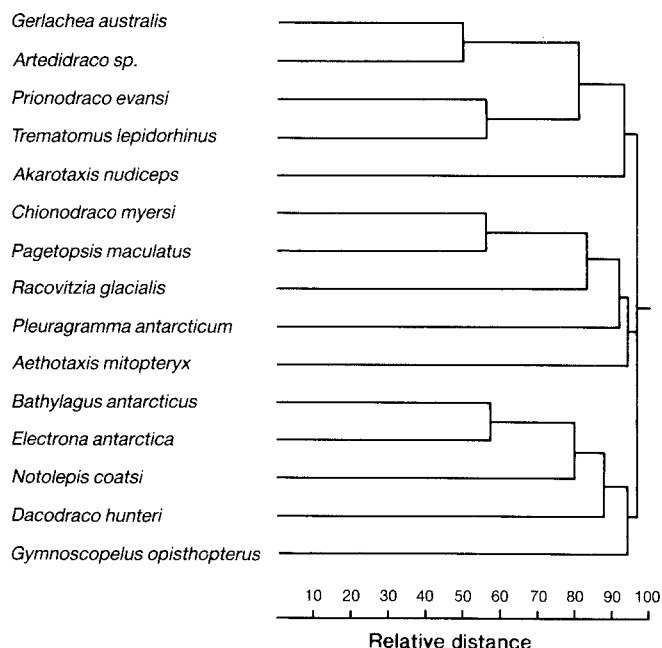 Gerlachea australis
Artedidraco sp.
Prionodraco evansi
Trematomus lepidorhinus
Akarotaxis nudiceps
Chionodraco myersi
Pagetopsis maculatus
Racovitzia glacialis
Pleuragramma antarcticum
Aethotaxis mitopteryx
Bathylagus antarcticus
Electrona antarctica
Notolepis coatsi
Dacodraco hunteri
Gymnoscopelus opisthopterus
10 20 30 40 50 60 70 80 90 100
Relative distance